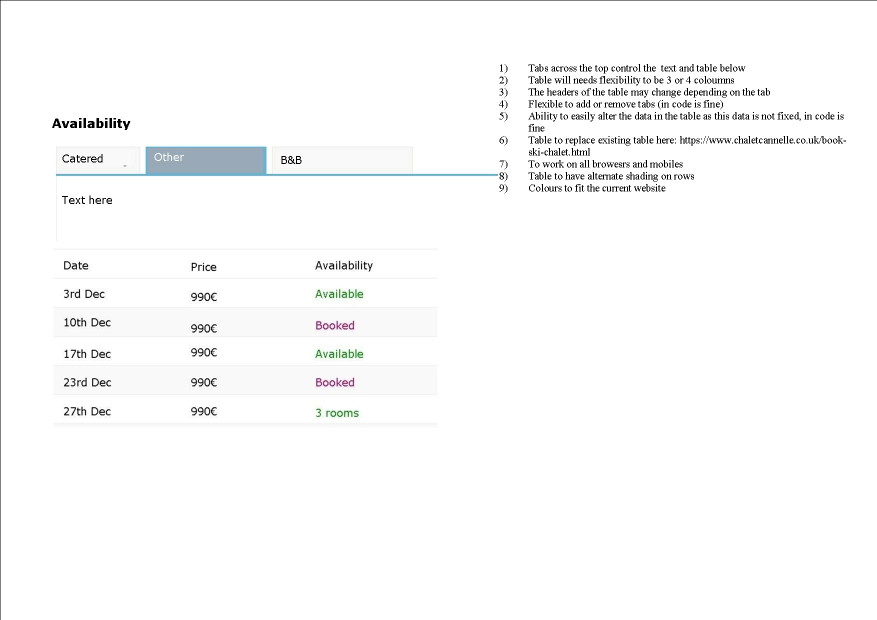 1) Tabs across the top control the text and table below
2) Table will needs flexibility to be 3 or 4 coloumns
3) The headers of the table may change depending on the tab
4) Flexible to add or remove tabs (in code is fine)
5) Ability to easily alter the data in the table as this data is not fixed, in code is
fine
6) Table to replace existing table here: https://www.chaletcannelle.co.uk/book-
ski-chalet.html
7) To work on all browesrs and mobiles
8) Table to have alternate shading on rows
9) Colours to fit the current website
Availability
Catered Other B&B
Text here
Date Price Availability
3rd Dec 990€ Available
10th Dec 990€ Booked
17th Dec 990€ Available
23rd Dec 990€ Booked
27th Dec 990€ 3 rooms